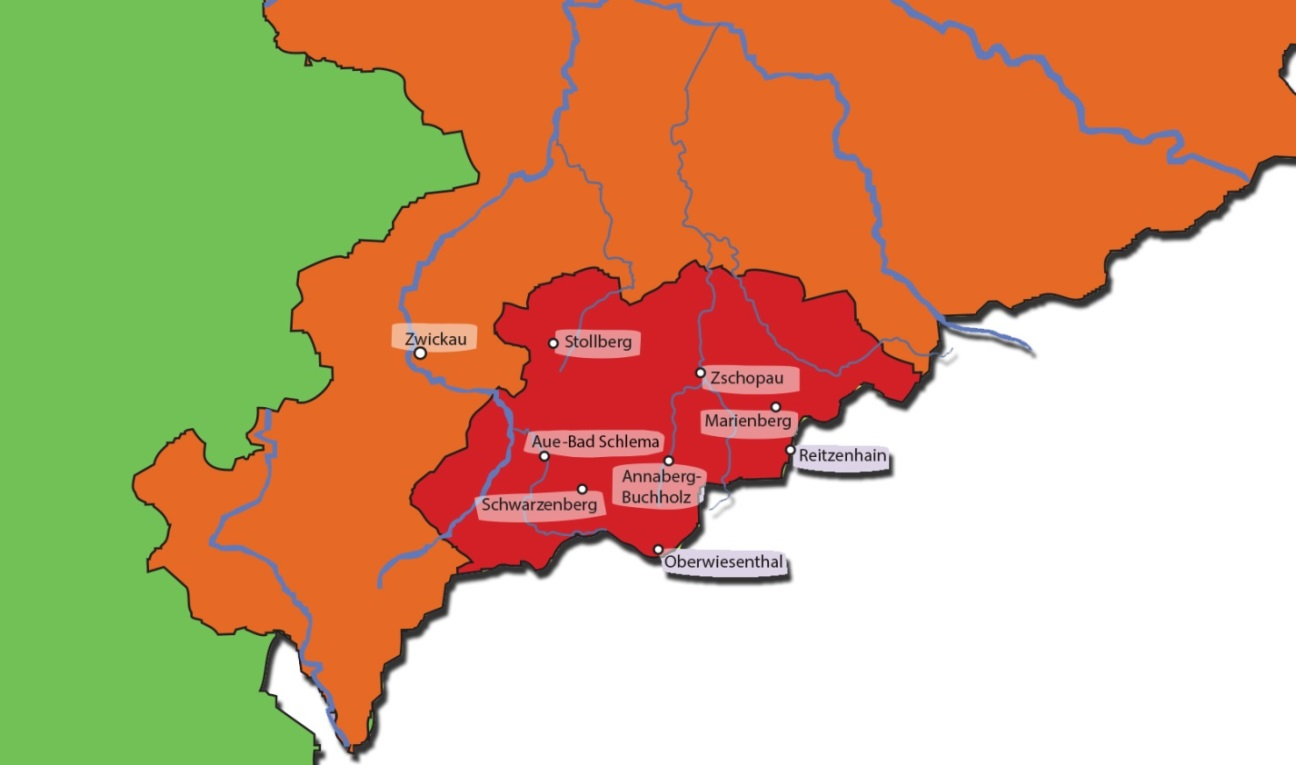 Zwickau
Stollberg
Zschopau
Marienberg
Aue-Bad Schlema
Reitzenhain
Annaberg-
Buchholz
Schwarzenberg
Oberwiesenthal